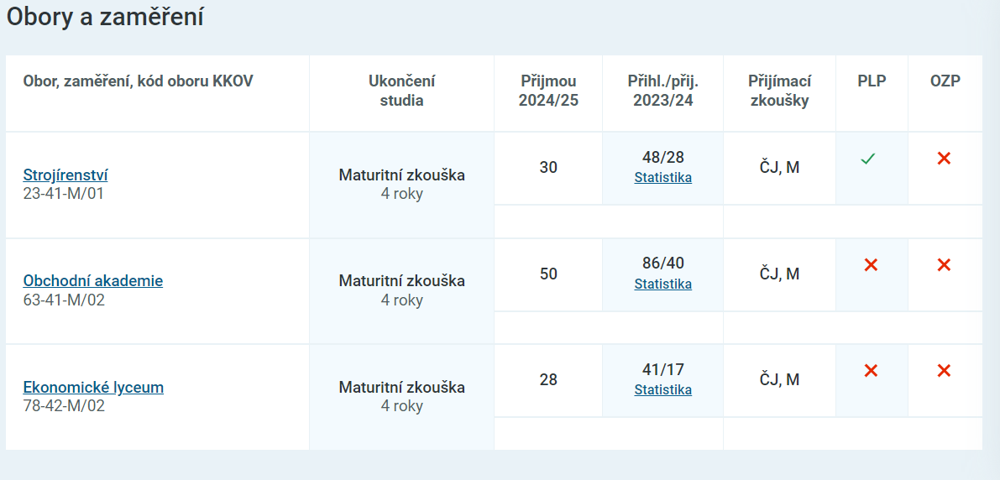 Obory a zaměření
Obor, zaměření, kód oboru KKOV
Ukončení
studia
Přijmou
2024/25
Přihl./přij.
2023/24
Přijímací
zkoušky
PLP
OZP
Strojírenství
23-41-M/01
Maturitní zkouška
4 roky
30
48/28
Statistika
ČJ, M
Obchodní akademie
63-41-M/02
Maturitní zkouška
4 roky
50
86/40
Statistika
ČJ, M
Ekonomické lyceum
78-42-M/02
Maturitní zkouška
4 roky
28
41/17
Statistika
ČJ, M